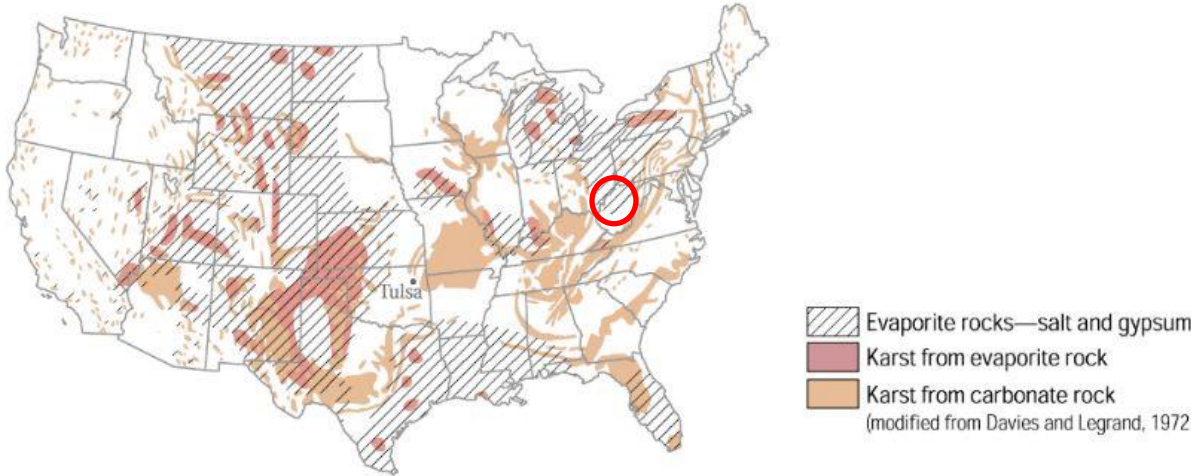 Tulsa
Evaporite rocks—salt and gypsum
Karst from evaporite rock
Karst from carbonate rock
(modified from Davies and Legrand, 1972